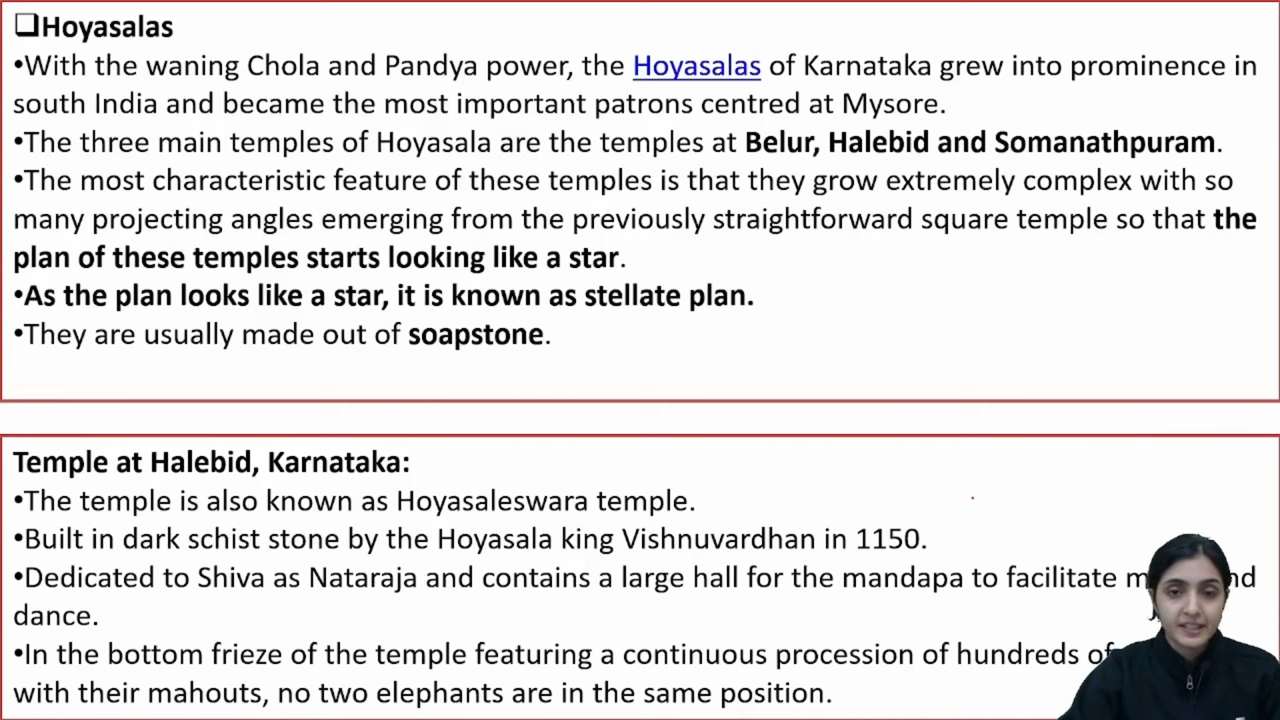 ❑Hoyasalas
•With the waning Chola and Pandya power, the Hoyasalas of Karnataka grew into prominence in
south India and became the most important patrons centred at Mysore.
•The three main temples of Hoyasala are the temples at Belur, Halebid and Somanathpuram.
•The most characteristic feature of these temples is that they grow extremely complex with so
many projecting angles emerging from the previously straightforward square temple so that the
plan of these temples starts looking like a star.
•As the plan looks like a star, it is known as stellate plan.
•They are usually made out of soapstone.
Temple at Halebid, Karnataka:
•The temple is also known as Hoyasaleswara temple.
•Built in dark schist stone by the Hoyasala king Vishnuvardhan in 1150.
•Dedicated to Shiva as Nataraja and contains a large hall for the mandapa to facilitate
dance.
•In the bottom frieze of the temple featuring a continuous procession of hundreds of
with their mahouts, no two elephants are in the same position.